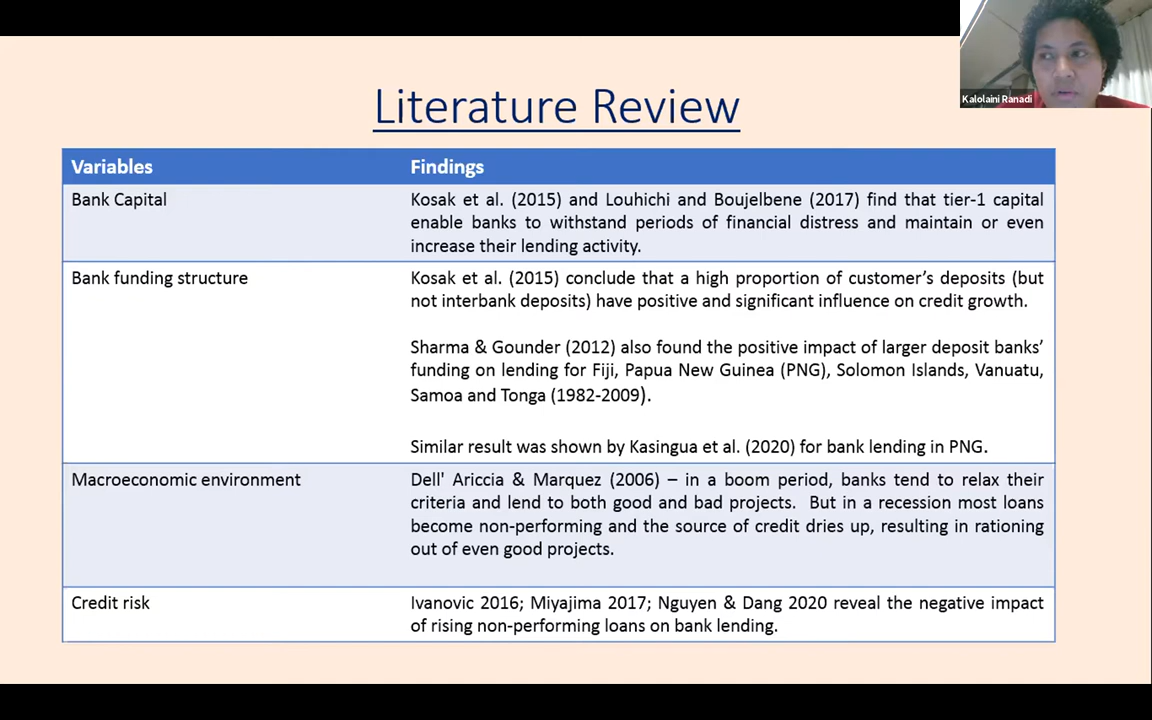 Kalolaini Ranadi
Literature Review
Variables
Findings
Bank Capital
Kosak et al. (2015) and Louhichi and Boujelbene (2017) find that tier-1 capital
enable banks to withstand periods of financial distress and maintain or even
increase their lending activity.
Bank funding structure
Kosak et al. (2015) conclude that a high proportion of customer’s deposits (but
not interbank deposits) have positive and significant influence on credit growth.
Sharma & Gounder (2012) also found the positive impact of larger deposit banks’
funding on lending for Fiji, Papua New Guinea (PNG), Solomon Islands, Vanuatu,
Samoa and Tonga (1982-2009).
Similar result was shown by Kasingua et al. (2020) for bank lending in PNG.
Macroeconomic environment
Dell' Ariccia & Marquez (2006) – in a boom period, banks tend to relax their
criteria and lend to both good and bad projects. But in a recession most loans
become non-performing and the source of credit dries up, resulting in rationing
out of even good projects.
Credit risk
Ivanovic 2016; Miyajima 2017; Nguyen & Dang 2020 reveal the negative impact
of rising non-performing loans on bank lending.